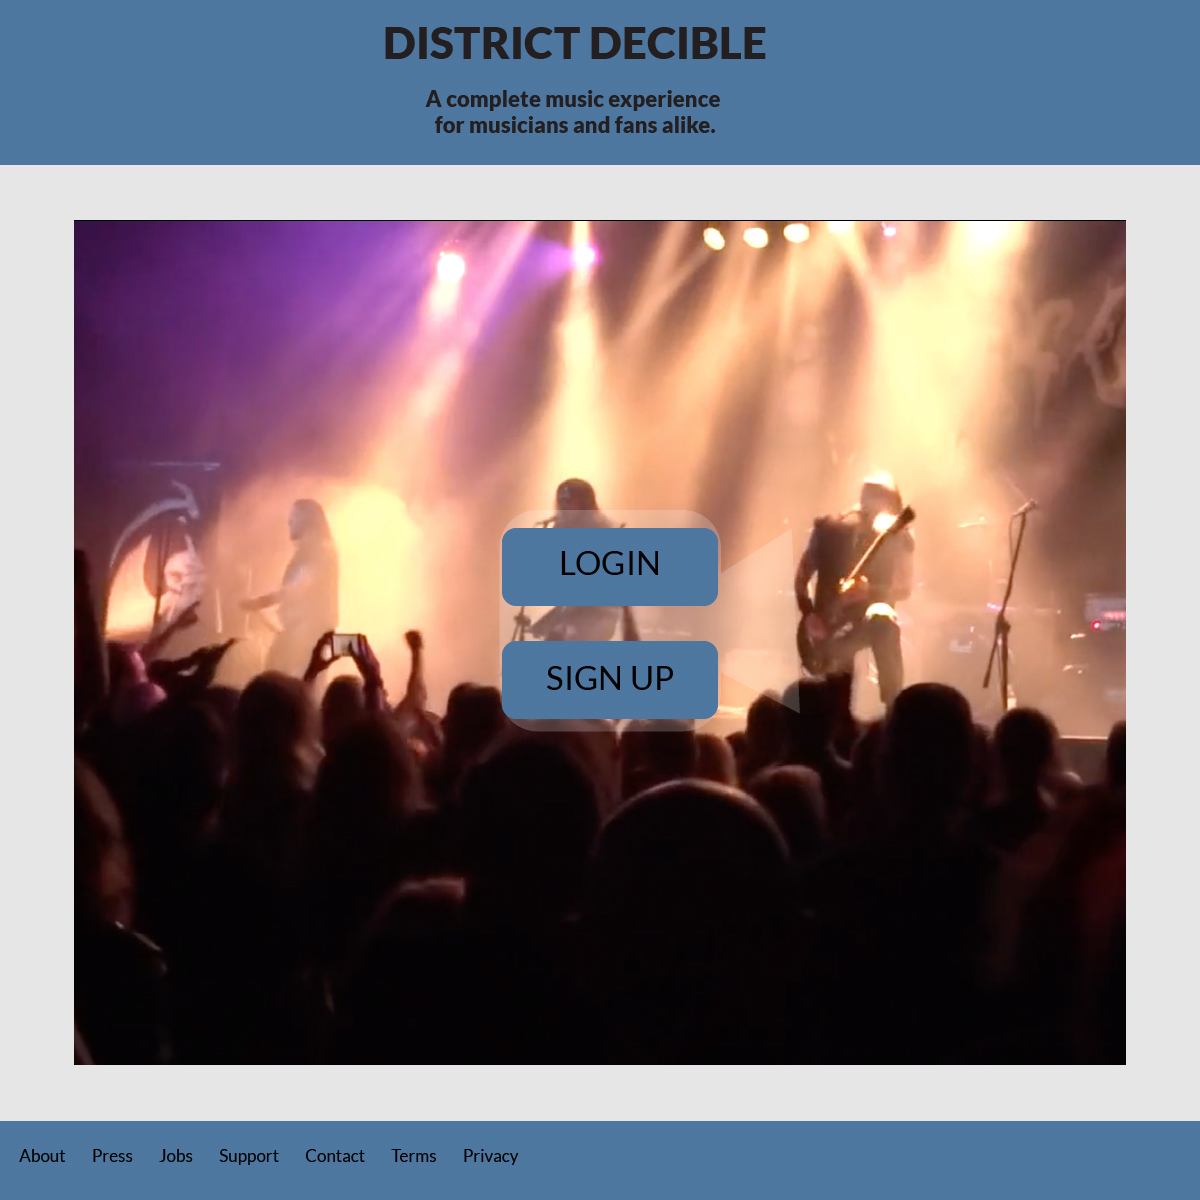 DISTRICT DECIBLE
A complete music experience
for musicians and fans alike.
LOGIN
SIGN UP
About Press Jobs Support Contact Terms Privacy